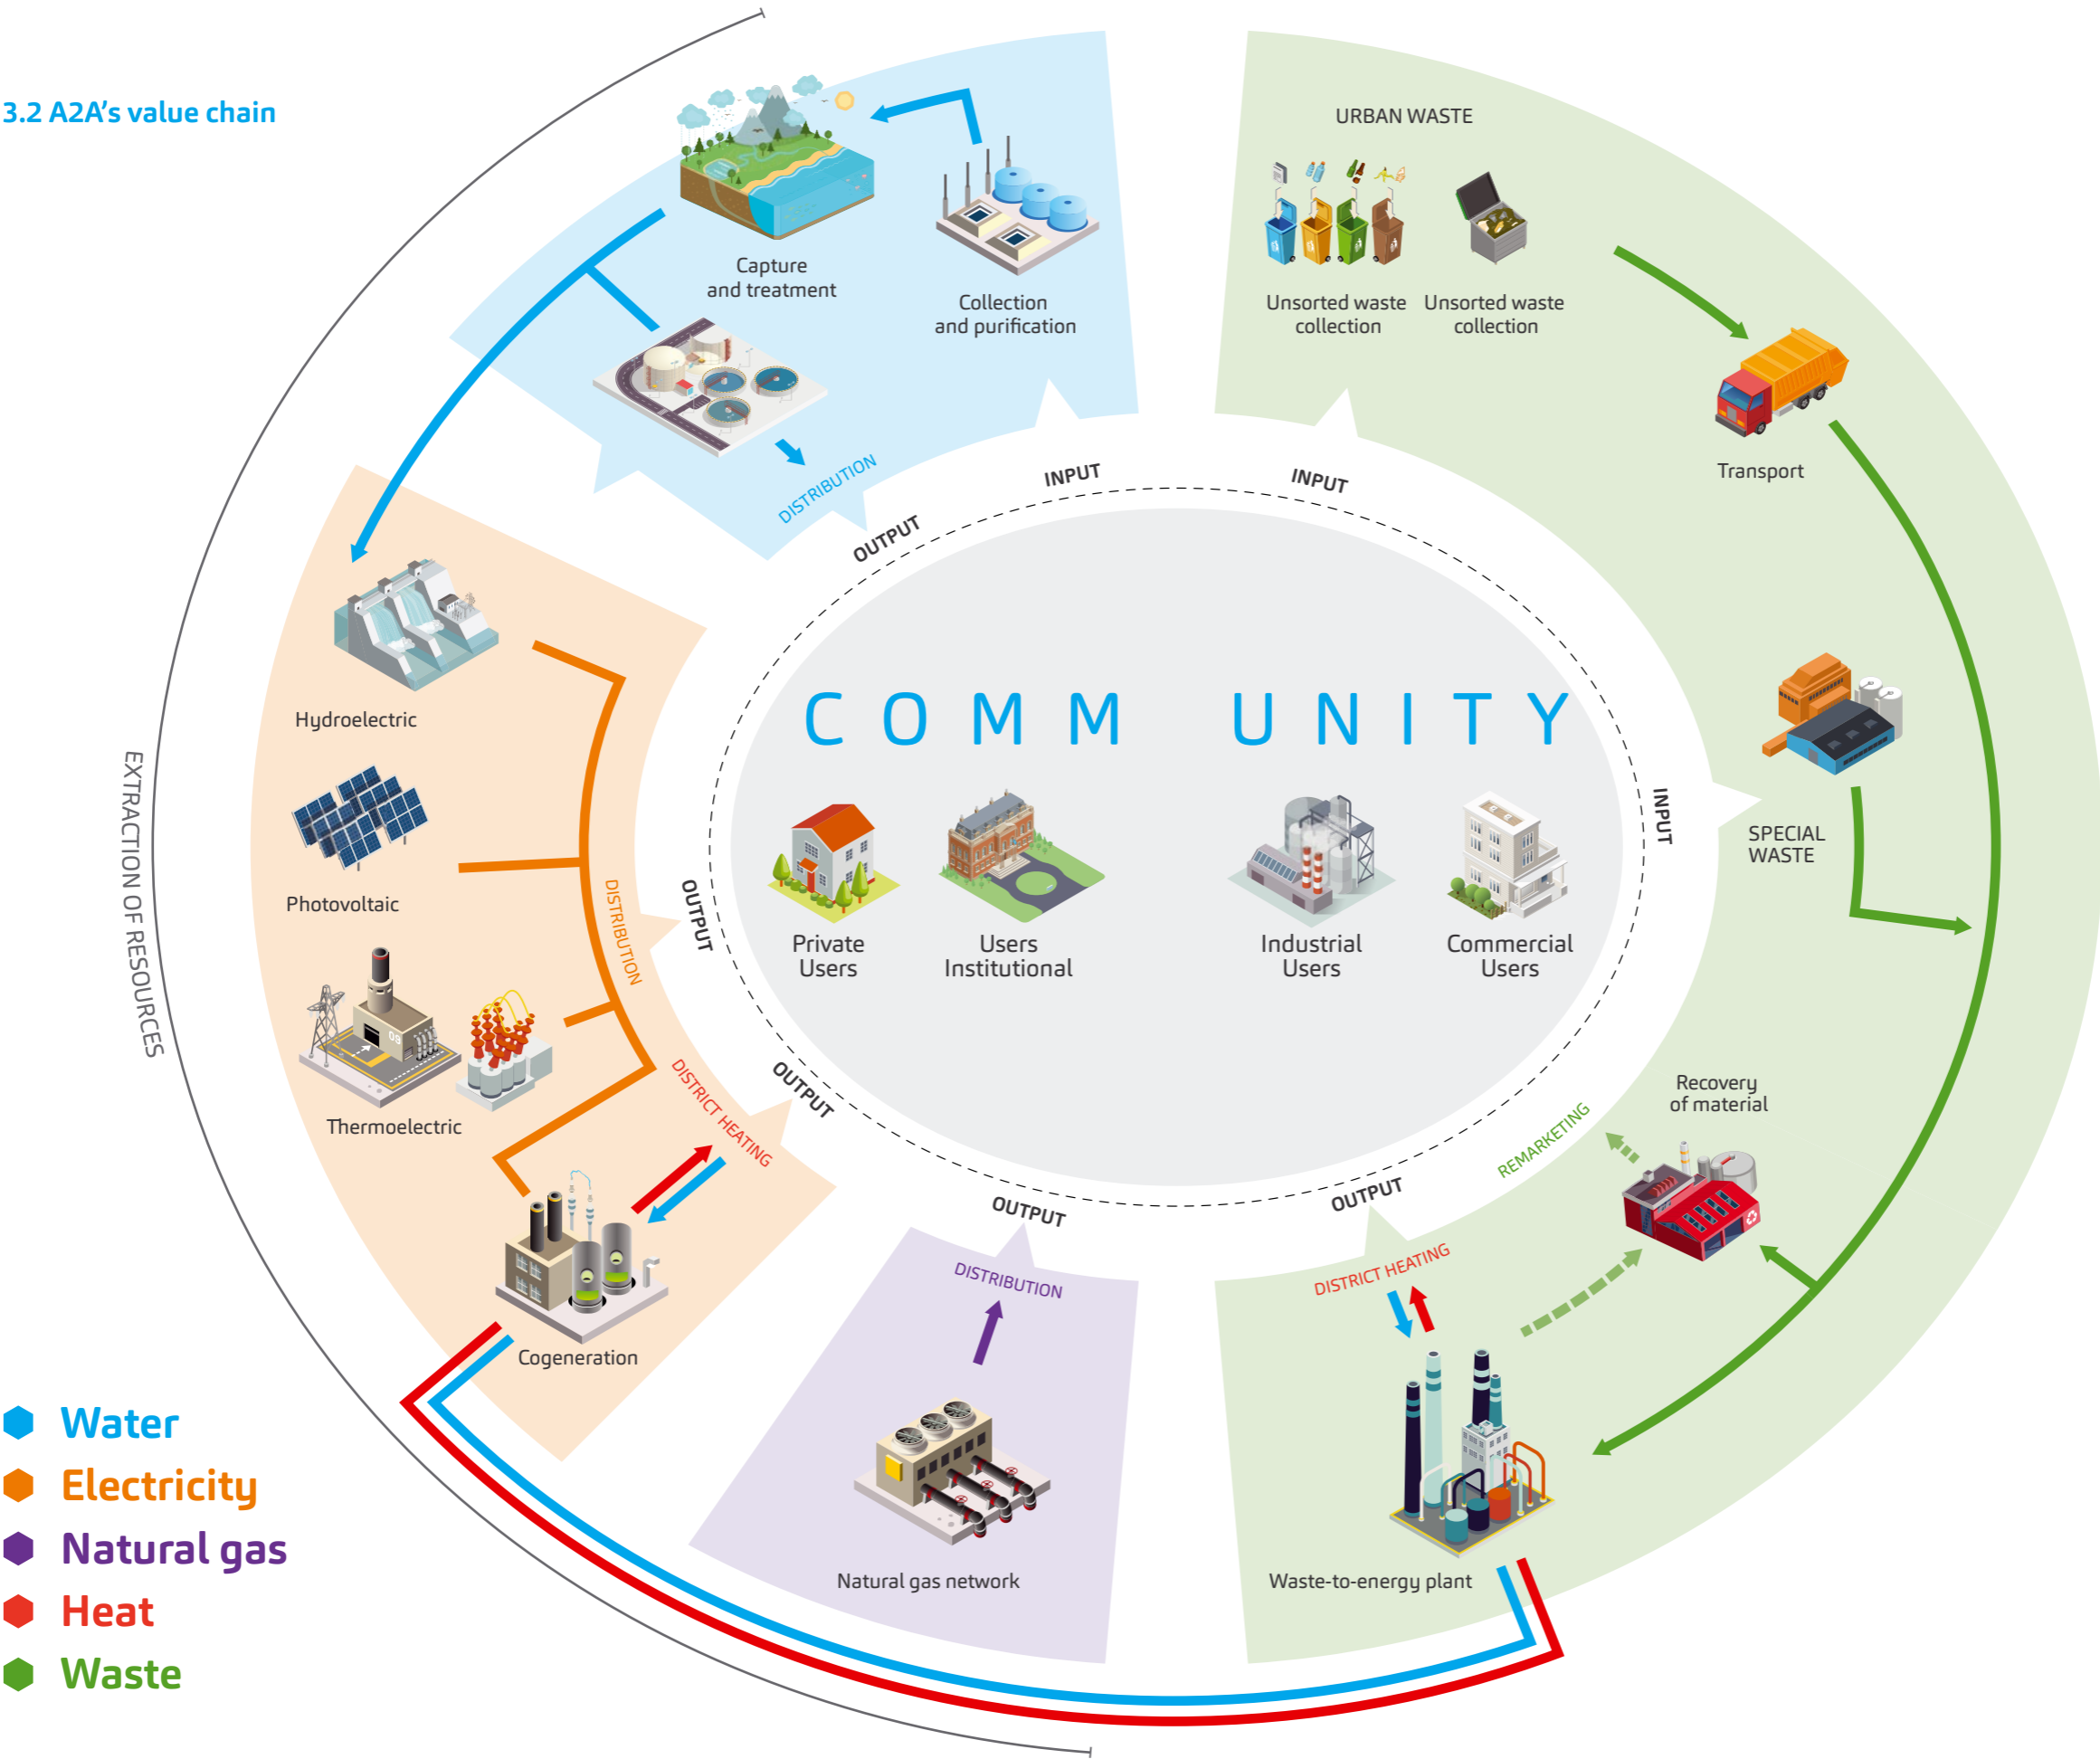 3.2 A2A's value chain
Capture
and treatment
Collection
and purification
DISTRIBUTION
INPUT
OUTPUT
URBAN WASTE
Unsorted waste
collection
Unsorted waste
collection
INPUT
Transport
EXTRACTION OF RESOURCES
Hydroelectric
Photovoltaic
Thermoelectric
Cogeneration
DISTRIBUTION
OUTPUT
DISTRICT HEATING
OUTPUT
COMM UNITY
Private
Users
Users
Institutional
Industrial
Users
Commercial
Users
INPUT
SPECIAL
WASTE
Recovery
of material
REMARKETING
OUTPUT
DISTRIBUTION
Natural gas network
OUTPUT
DISTRICT HEATING
Waste-to-energy plant
Water
Electricity
Natural gas
Heat
Waste